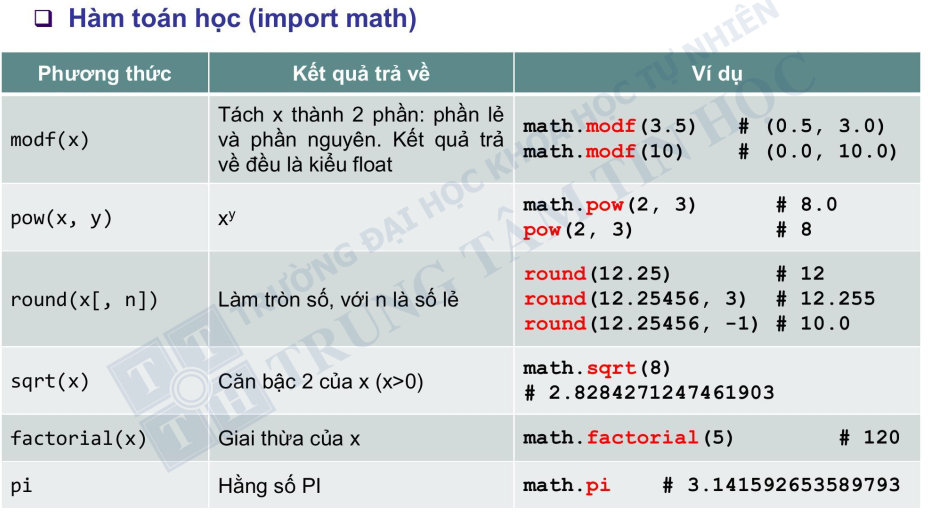 ❑ Hàm toán học (import math)
Phương thức Kết quả trả về Ví dụ
modf(x)
Tách x thành 2 phần: phần lẻ
và phần nguyên. Kết quả trả
về đều là kiểu float
math.modf(3.5) # (0.5, 3.0)
math.modf(10) # (0.0, 10.0)
pow(x, y)
xʸ
math.pow(2, 3) # 8.0
pow(2, 3) # 8
round(x[, n])
Làm tròn số, với n là số lẻ
round(12.25) # 12
round(12.25456, 3) # 12.255
round(12.25456, -1) # 10.0
sqrt(x)
Căn bậc 2 của x (x>0)
math.sqrt(8)
# 2.8284271247461903
factorial(x)
Giai thừa của x
math.factorial(5) # 120
pi
Hằng số PI
math.pi # 3.141592653589793
TRƯỜNG ĐẠI HỌC KHOA HỌC TỰ NHIÊN
TRUNG TÂM TIN HỌC
T T
T H